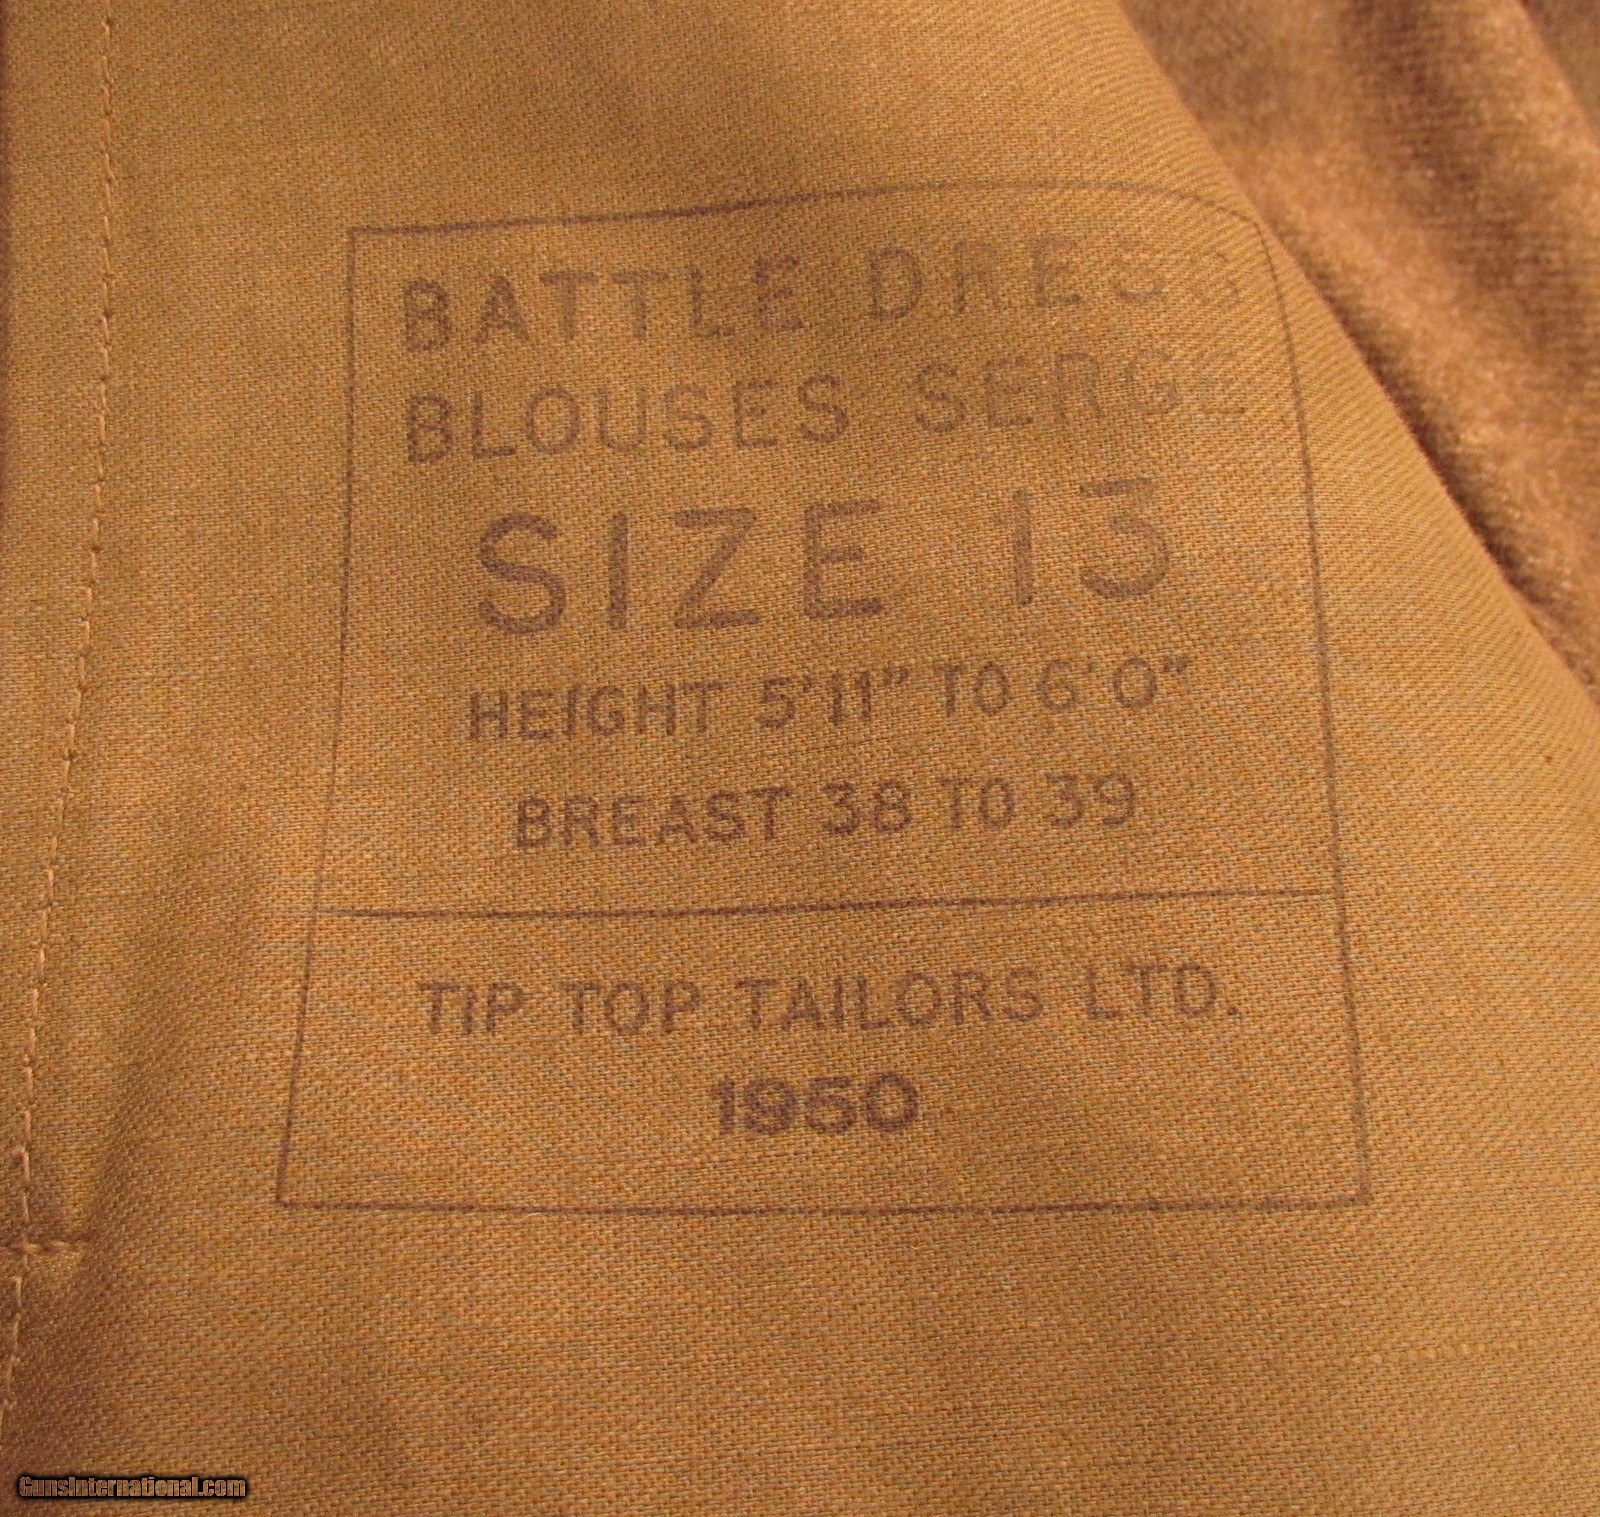 BATTLE DRESS
BLOUSES SERGE
SIZE 13
HEIGHT 5'11" TO 6'0"
BREAST 38 TO 39
TIP TOP TAILORS LTD.
1950
GunsInternational.com